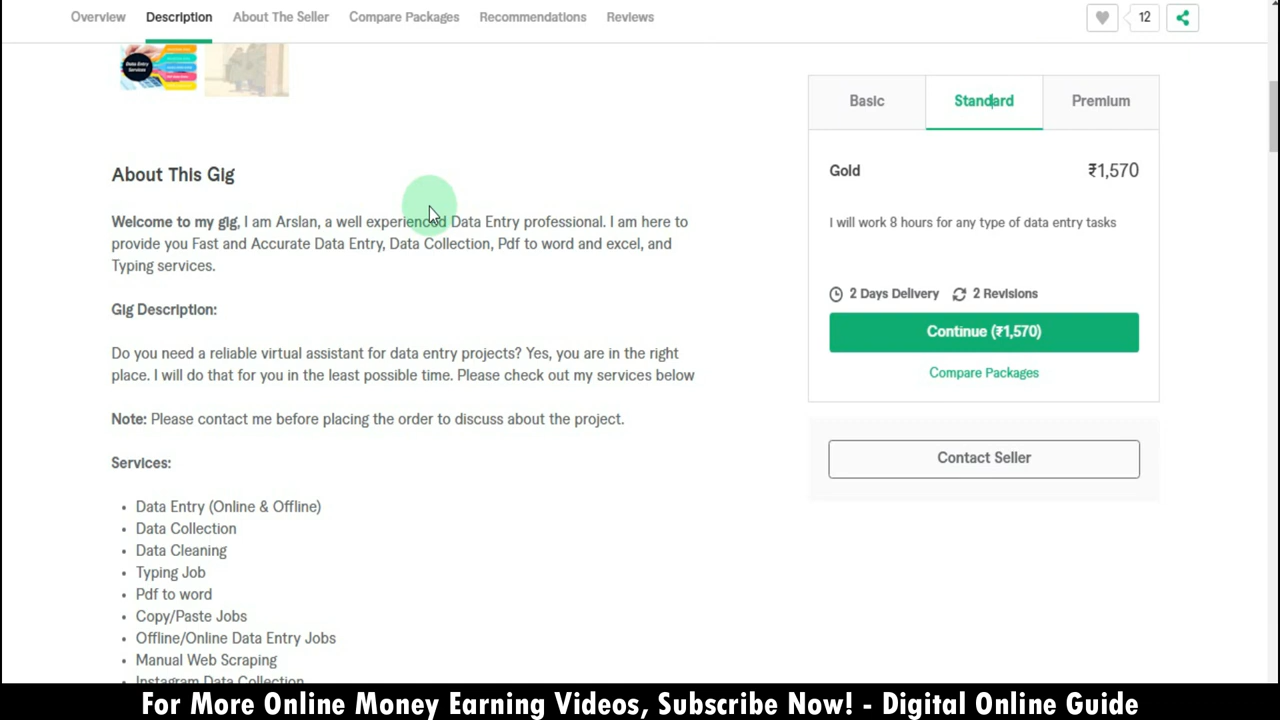 Overview Description About The Seller Compare Packages Recommendations Reviews 12
Data Entry
Services
Basic Standard Premium
Gold ₹1,570
I will work 8 hours for any type of data entry tasks
2 Days Delivery 2 Revisions
Continue (₹1,570)
Compare Packages
Contact Seller
About This Gig
Welcome to my gig, I am Arslan, a well experienced Data Entry professional. I am here to
provide you Fast and Accurate Data Entry, Data Collection, Pdf to word and excel, and
Typing services.
Gig Description:
Do you need a reliable virtual assistant for data entry projects? Yes, you are in the right
place. I will do that for you in the least possible time. Please check out my services below
Note: Please contact me before placing the order to discuss about the project.
Services:
• Data Entry (Online & Offline)
• Data Collection
• Data Cleaning
• Typing Job
• Pdf to word
• Copy/Paste Jobs
• Offline/Online Data Entry Jobs
• Manual Web Scraping
• Instagram Data Collection
For More Online Money Earning Videos, Subscribe Now! - Digital Online Guide